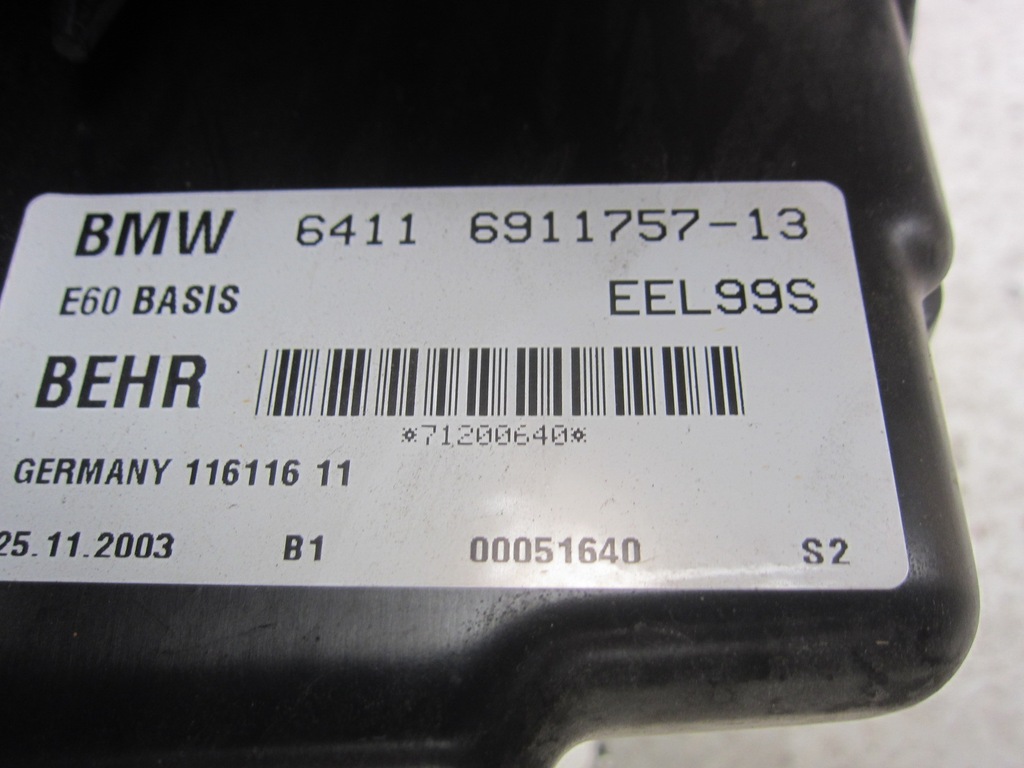 BMW 6411 6911757-13
E60 BASIS EEL99S
BEHR
*71200640*
GERMANY 116116 11
25.11.2003 B1 00051640 S2